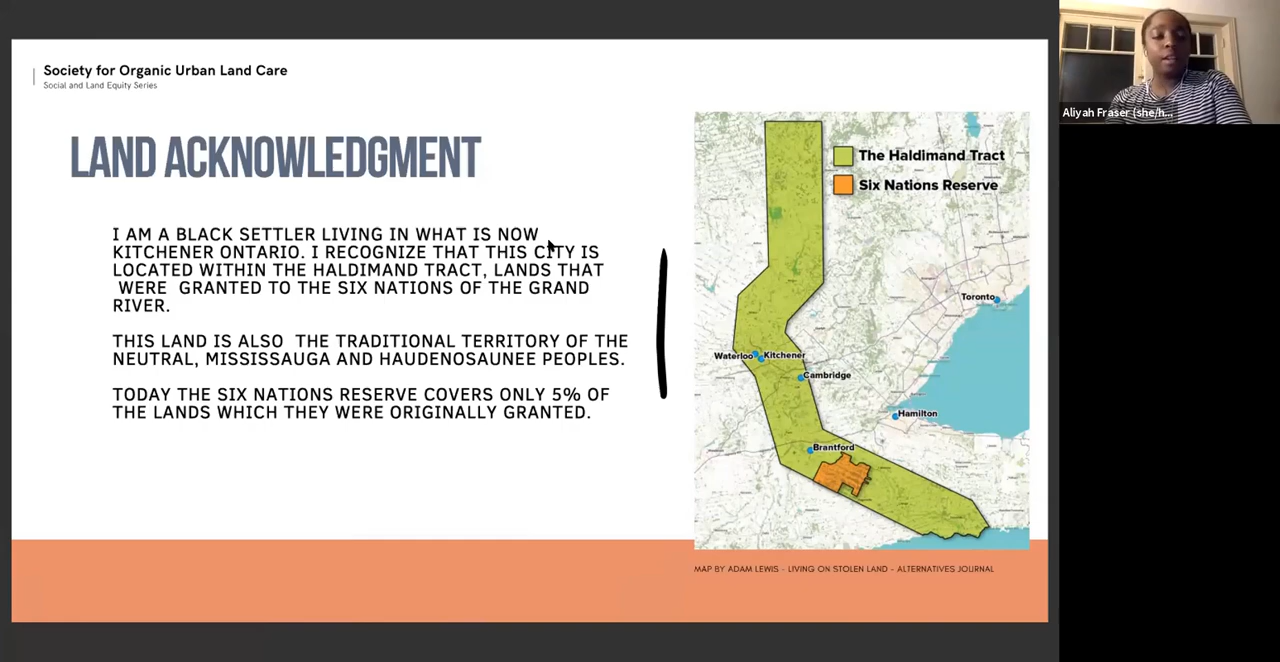 Society for Organic Urban Land Care
Social and Land Equity Series
LAND ACKNOWLEDGMENT
I AM A BLACK SETTLER LIVING IN WHAT IS NOW
KITCHENER ONTARIO. I RECOGNIZE THAT THIS CITY IS
LOCATED WITHIN THE HALDIMAND TRACT, LANDS THAT
WERE GRANTED TO THE SIX NATIONS OF THE GRAND
RIVER.
THIS LAND IS ALSO THE TRADITIONAL TERRITORY OF THE
NEUTRAL, MISSISSAUGA AND HAUDENOSAUNEE PEOPLES.
TODAY THE SIX NATIONS RESERVE COVERS ONLY 5% OF
THE LANDS WHICH THEY WERE ORIGINALLY GRANTED.
The Haldimand Tract
Six Nations Reserve
Toronto
Waterloo
Kitchener
Cambridge
Hamilton
Brantford
MAP BY ADAM LEWIS - LIVING ON STOLEN LAND - ALTERNATIVES JOURNAL
Aliyah Fraser (she/h...